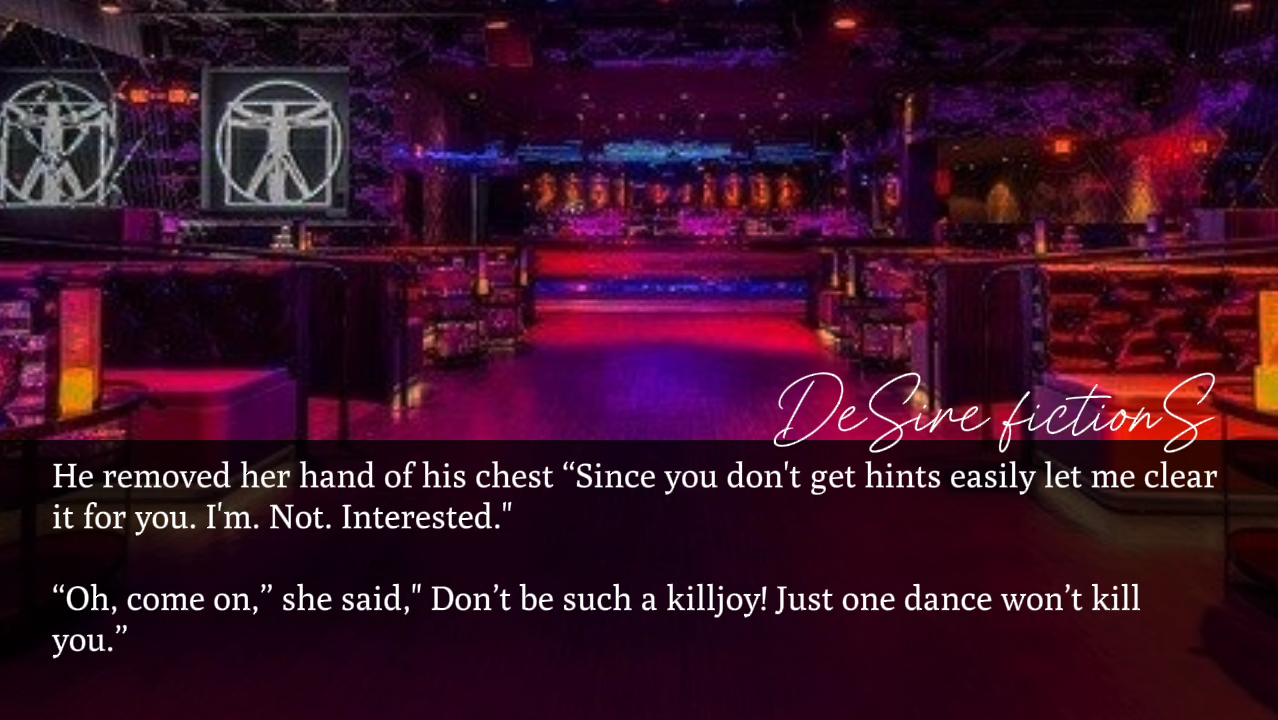 DeSire fictionS
He removed her hand of his chest “Since you don't get hints easily let me clear
it for you. I'm. Not. Interested."
“Oh, come on,” she said," Don’t be such a killjoy! Just one dance won’t kill
you.”